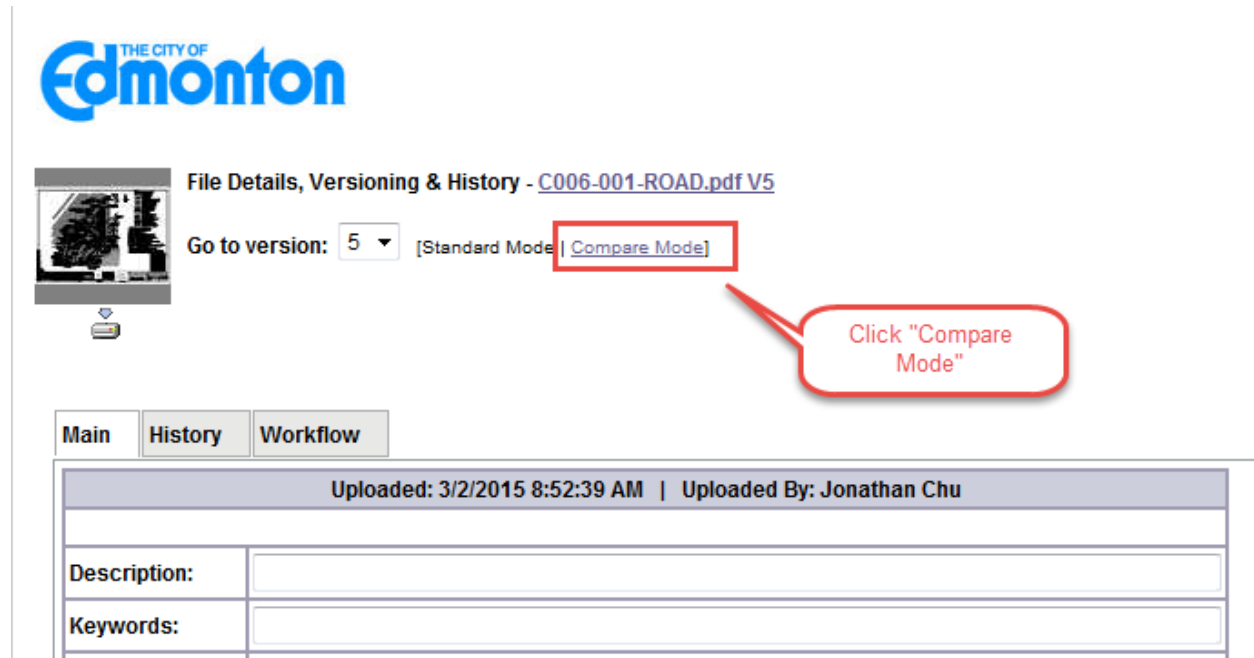 THE CITY OF
Edmonton
File Details, Versioning & History - C006-001-ROAD.pdf V5
Go to version: 5 [Standard Mode | Compare Mode]
Click "Compare
Mode"
Main History Workflow
Uploaded: 3/2/2015 8:52:39 AM | Uploaded By: Jonathan Chu
Description:
Keywords: